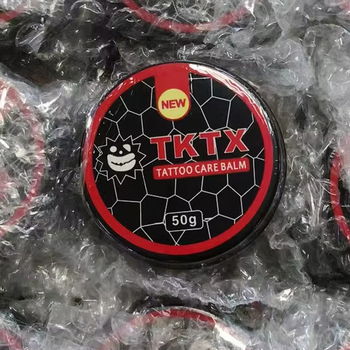 NEW
TKTX
TATTOO CARE BALM
50g